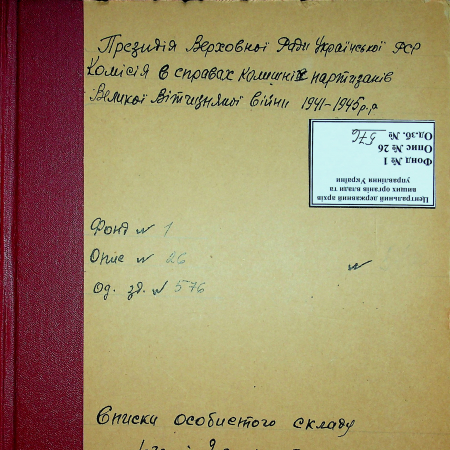 Президія Верховної Ради Української РСР
Комісія в справах колишніх партизанів
Великої Вітчизняної війни 1941-1945 р.р
Центральний державний архів
вищих органів влади та
управління України
Фонд № 1
Опис № 26
Од.зб. № 576
Фонд № 1
Опис № 26
Од. зб. № 576
Списки особистого складу